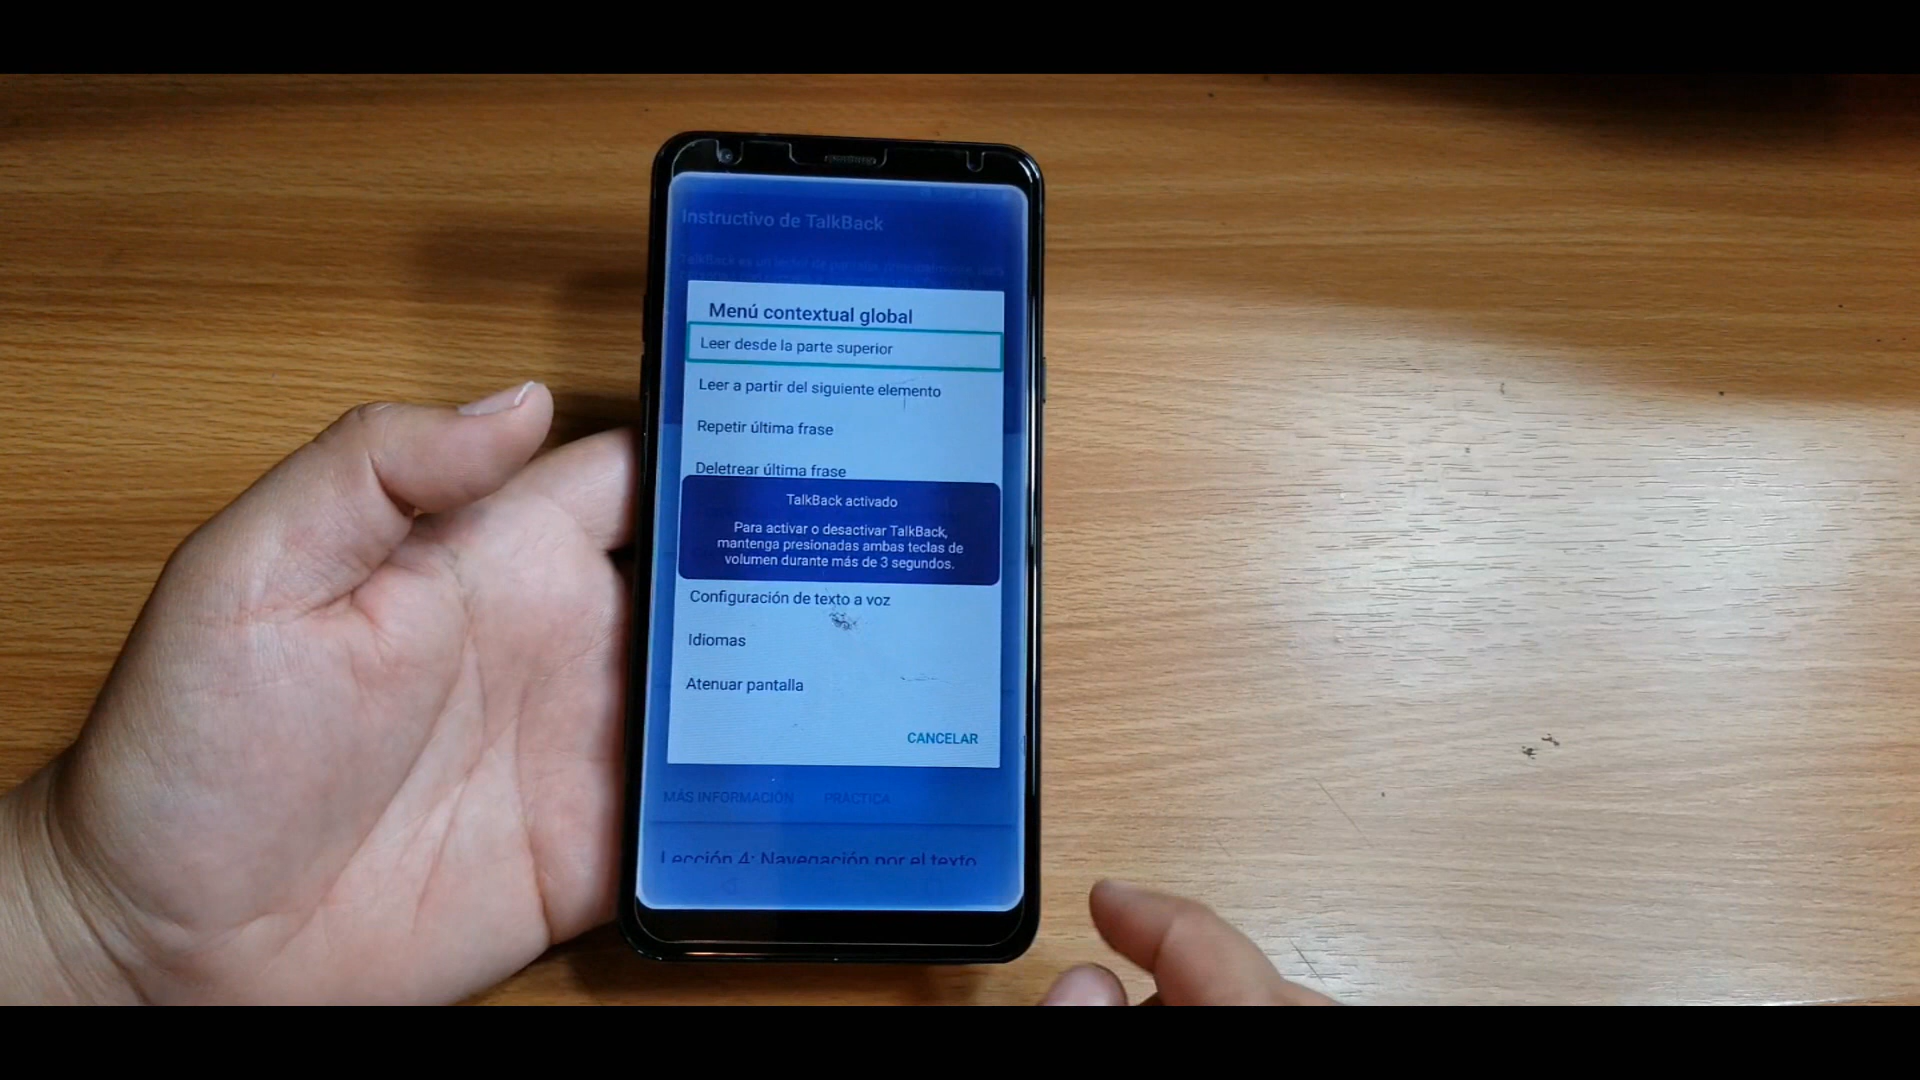 Instructivo de TalkBack
Menú contextual global
Leer desde la parte superior
Leer a partir del siguiente elemento
Repetir última frase
Deletrear última frase
TalkBack activado
Para activar o desactivar TalkBack,
mantenga presionadas ambas teclas de
volumen durante más de 3 segundos.
Configuración de texto a voz
Idiomas
Atenuar pantalla
CANCELAR
MÁS INFORMACIÓN PRÁCTICA
Lección 4: Navegación por el texto